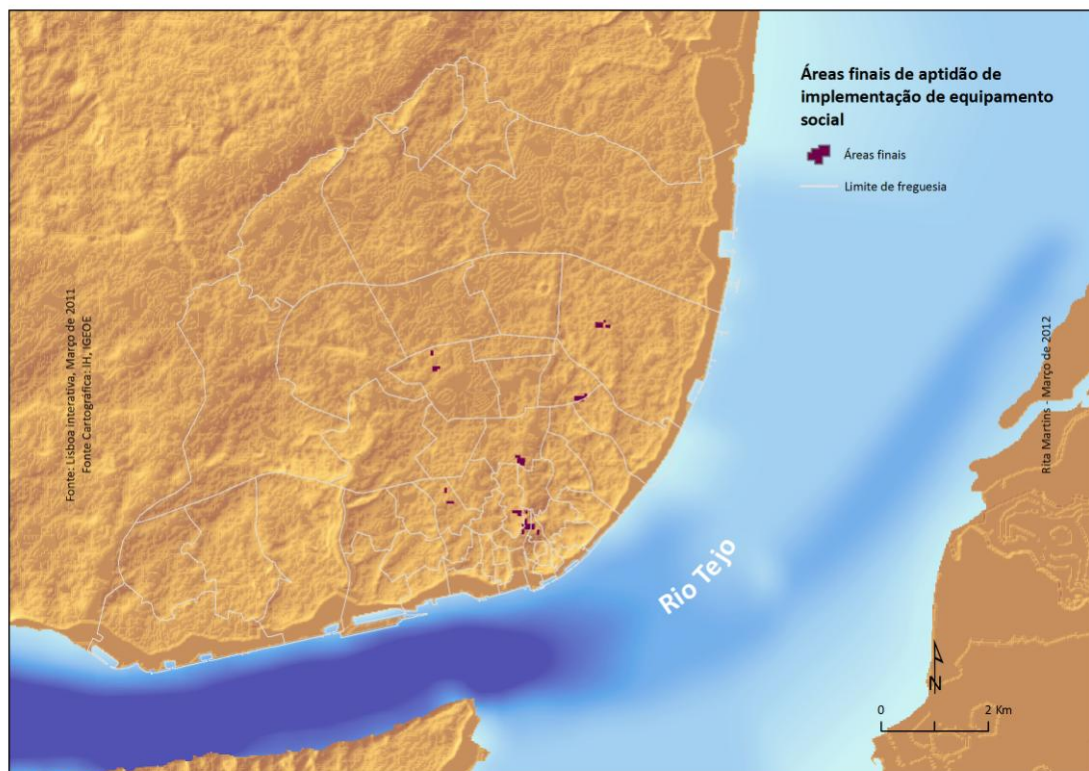 Áreas finais de aptidão de
implementação de equipamento
social
Áreas finais
Limite de freguesia
Fonte: Lisboa interativa, Março de 2011
Fonte Cartográfica: IH, IGEOE
Rita Martins - Março de 2012
Rio Tejo
N
0 2 Km